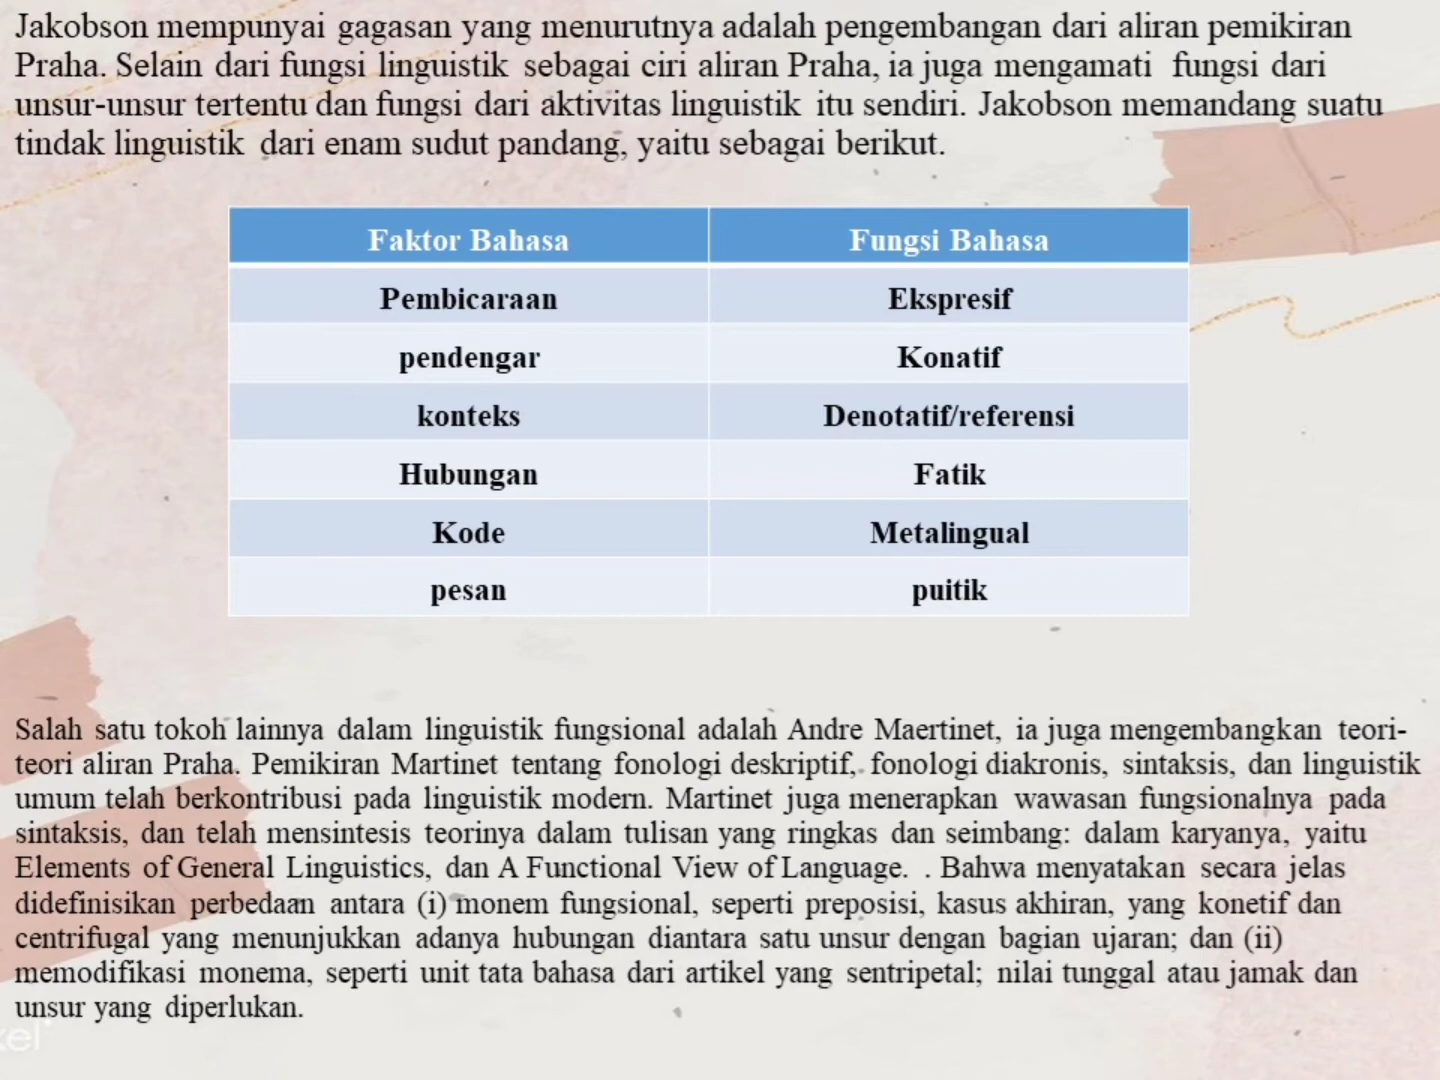 Jakobson mempunyai gagasan yang menurutnya adalah pengembangan dari aliran pemikiran
Praha. Selain dari fungsi linguistik sebagai ciri aliran Praha, ia juga mengamati fungsi dari
unsur-unsur tertentu dan fungsi dari aktivitas linguistik itu sendiri. Jakobson memandang suatu
tindak linguistik dari enam sudut pandang, yaitu sebagai berikut.
Faktor Bahasa Fungsi Bahasa
Pembicaraan Ekspresif
pendengar Konatif
konteks Denotatif/referensi
Hubungan Fatik
Kode Metalingual
pesan puitik
Salah satu tokoh lainnya dalam linguistik fungsional adalah Andre Maertinet, ia juga mengembangkan teori-
teori aliran Praha. Pemikiran Martinet tentang fonologi deskriptif, fonologi diakronis, sintaksis, dan linguistik
umum telah berkontribusi pada linguistik modern. Martinet juga menerapkan wawasan fungsionalnya pada
sintaksis, dan telah mensintesis teorinya dalam tulisan yang ringkas dan seimbang: dalam karyanya, yaitu
Elements of General Linguistics, dan A Functional View of Language. . Bahwa menyatakan secara jelas
didefinisikan perbedaan antara (i) monem fungsional, seperti preposisi, kasus akhiran, yang konetif dan
centrifugal yang menunjukkan adanya hubungan diantara satu unsur dengan bagian ujaran; dan (ii)
memodifikasi monema, seperti unit tata bahasa dari artikel yang sentripetal; nilai tunggal atau jamak dan
unsur yang diperlukan.